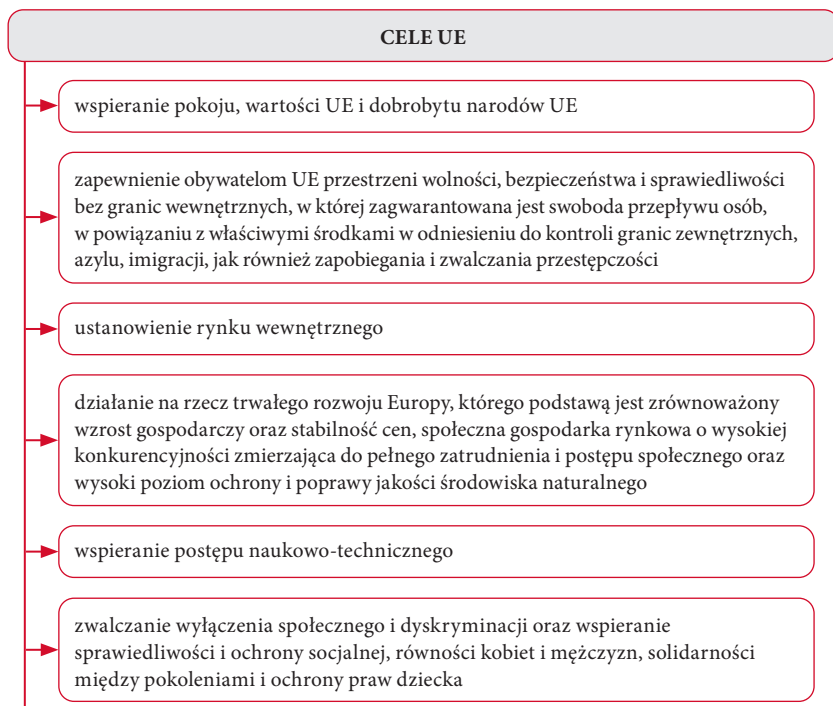 CELE UE
wspieranie pokoju, wartości UE i dobrobytu narodów UE
zapewnienie obywatelom UE przestrzeni wolności, bezpieczeństwa i sprawiedliwości
bez granic wewnętrznych, w której zagwarantowana jest swoboda przepływu osób,
w powiązaniu z właściwymi środkami w odniesieniu do kontroli granic zewnętrznych,
azylu, imigracji, jak również zapobiegania i zwalczania przestępczości
ustanowienie rynku wewnętrznego
działanie na rzecz trwałego rozwoju Europy, którego podstawą jest zrównoważony
wzrost gospodarczy oraz stabilność cen, społeczna gospodarka rynkowa o wysokiej
konkurencyjności zmierzająca do pełnego zatrudnienia i postępu społecznego oraz
wysoki poziom ochrony i poprawy jakości środowiska naturalnego
wspieranie postępu naukowo-technicznego
zwalczanie wyłączenia społecznego i dyskryminacji oraz wspieranie
sprawiedliwości i ochrony socjalnej, równości kobiet i mężczyzn, solidarności
między pokoleniami i ochrony praw dziecka